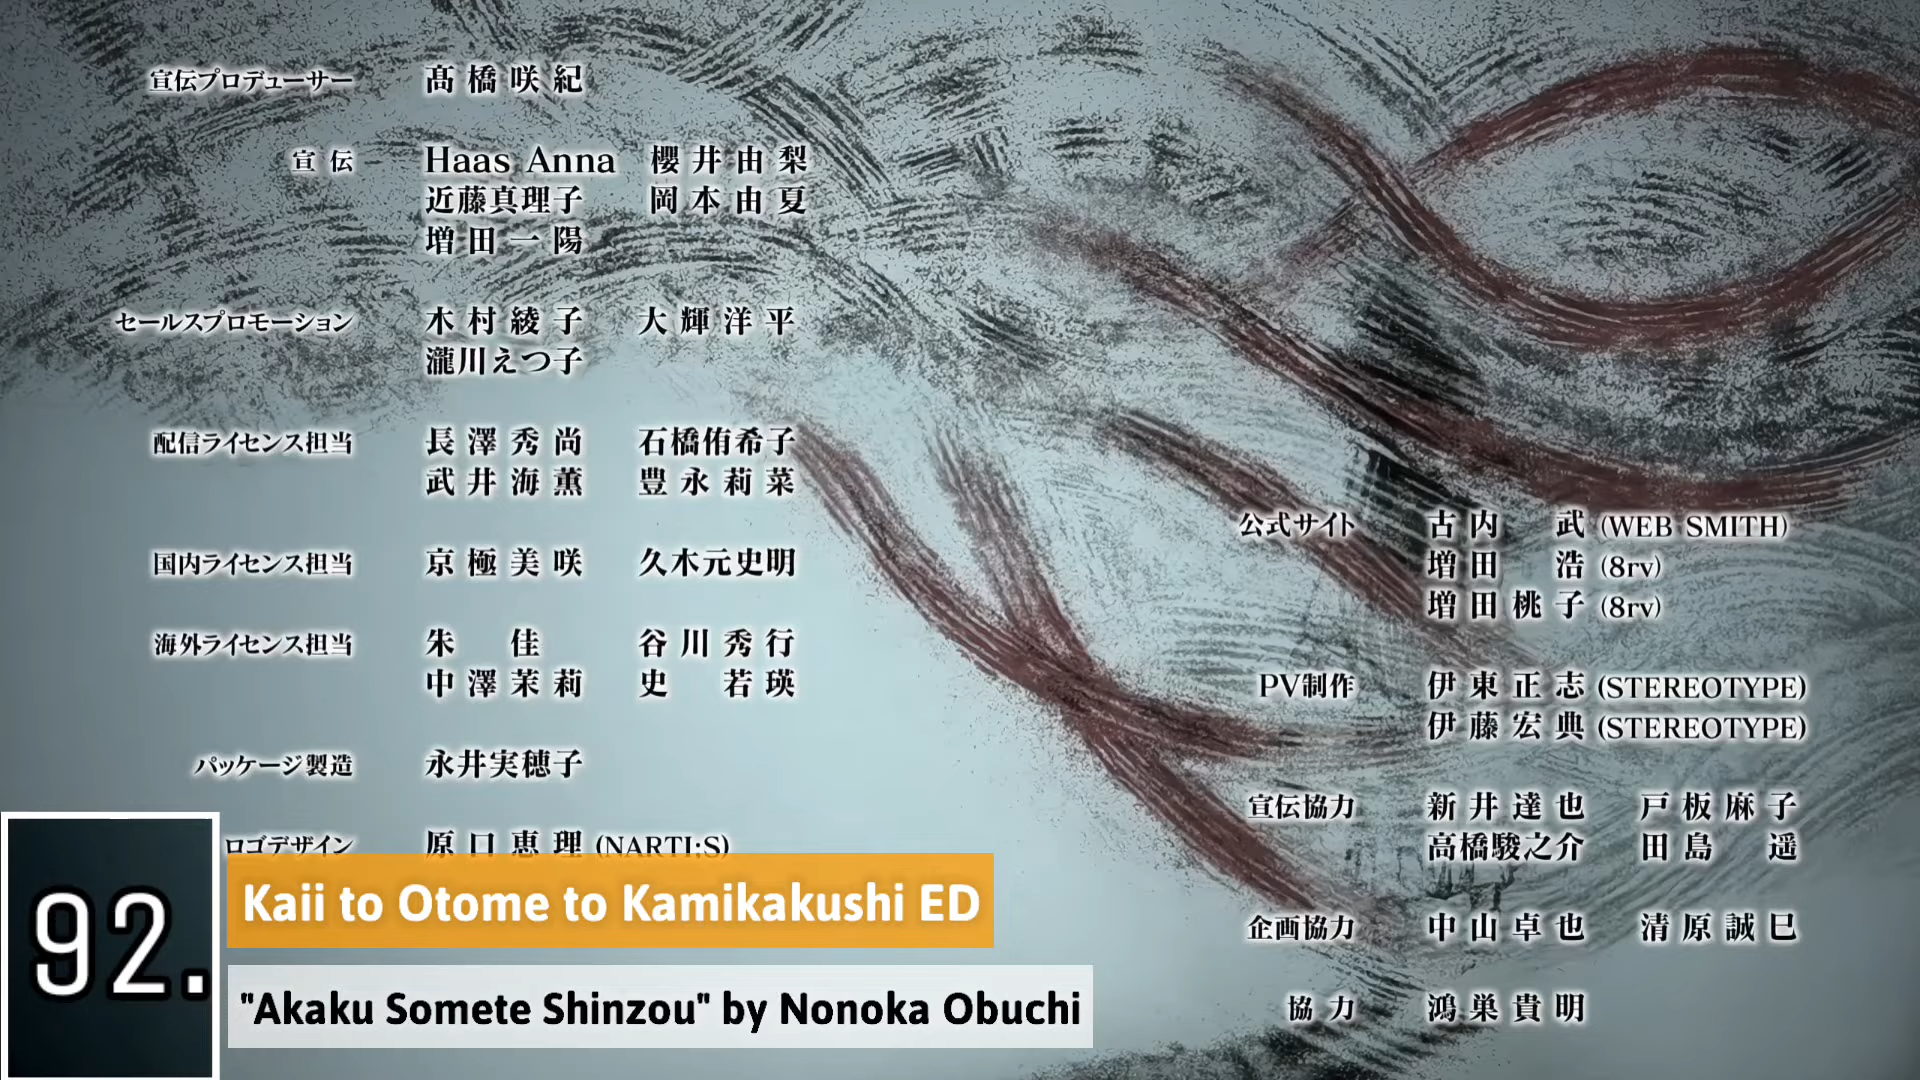 宣伝プロデューサー 髙橋咲紀
宣伝 Haas Anna 櫻井由梨
近藤真理子 岡本由夏
増田一陽
セールスプロモーション 木村綾子 大輝洋平
瀧川えつ子
配信ライセンス担当 長澤秀尚 石橋侑希子
武井海薫 豊永莉菜
国内ライセンス担当 京極美咲 久木元史明
海外ライセンス担当 朱佳 谷川秀行
中澤茉莉 史若瑛
パッケージ製造 永井実穂子
ロゴデザイン 原口恵理 (NARTI;S)
公式サイト 古内武 (WEB SMITH)
増田浩 (8rv)
増田桃子 (8rv)
PV制作 伊東正志 (STEREOTYPE)
伊藤宏典 (STEREOTYPE)
宣伝協力 新井達也 戸板麻子
高橋駿之介 田島遥
企画協力 中山卓也 清原誠巳
協力 鴻巣貴明
92.
Kaii to Otome to Kamikakushi ED
"Akaku Somete Shinzou" by Nonoka Obuchi